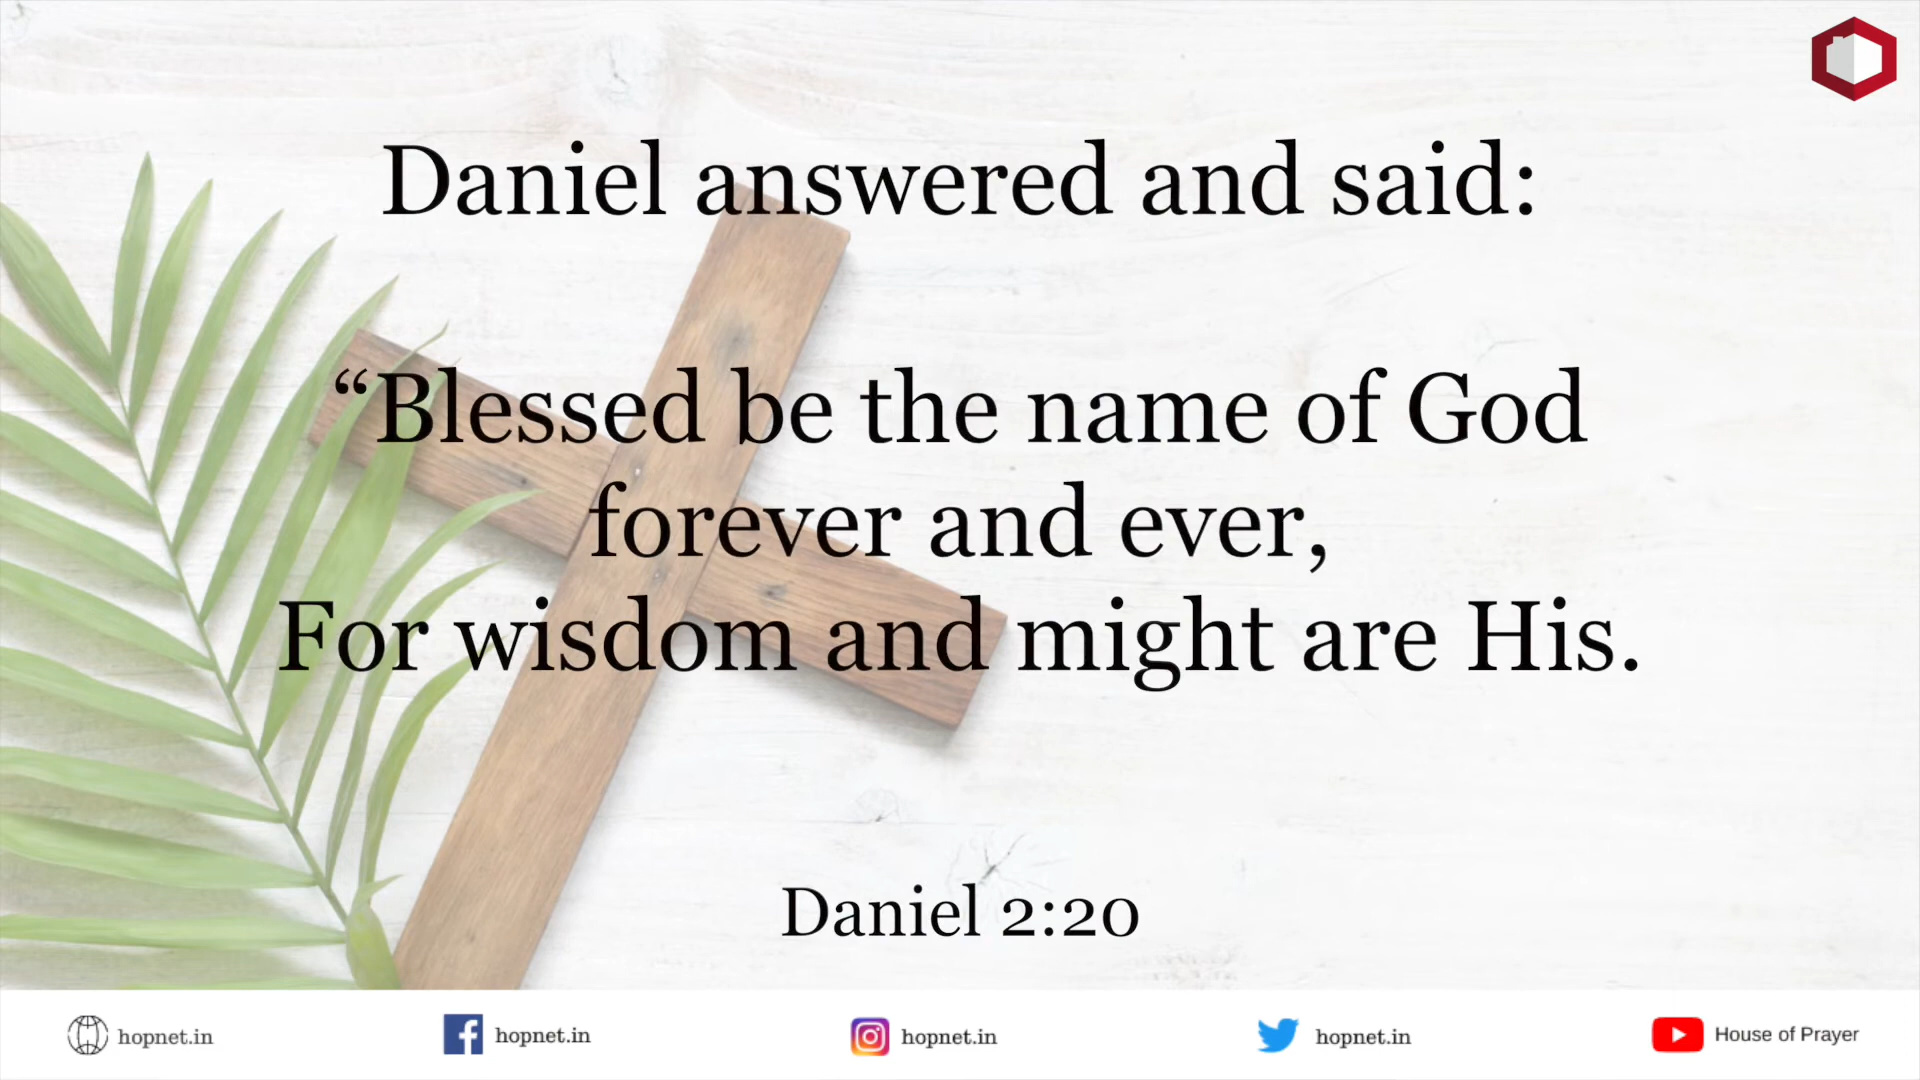 Daniel answered and said:
“Blessed be the name of God
forever and ever,
For wisdom and might are His.
Daniel 2:20
hopnet.in
hopnet.in
hopnet.in
hopnet.in
House of Prayer